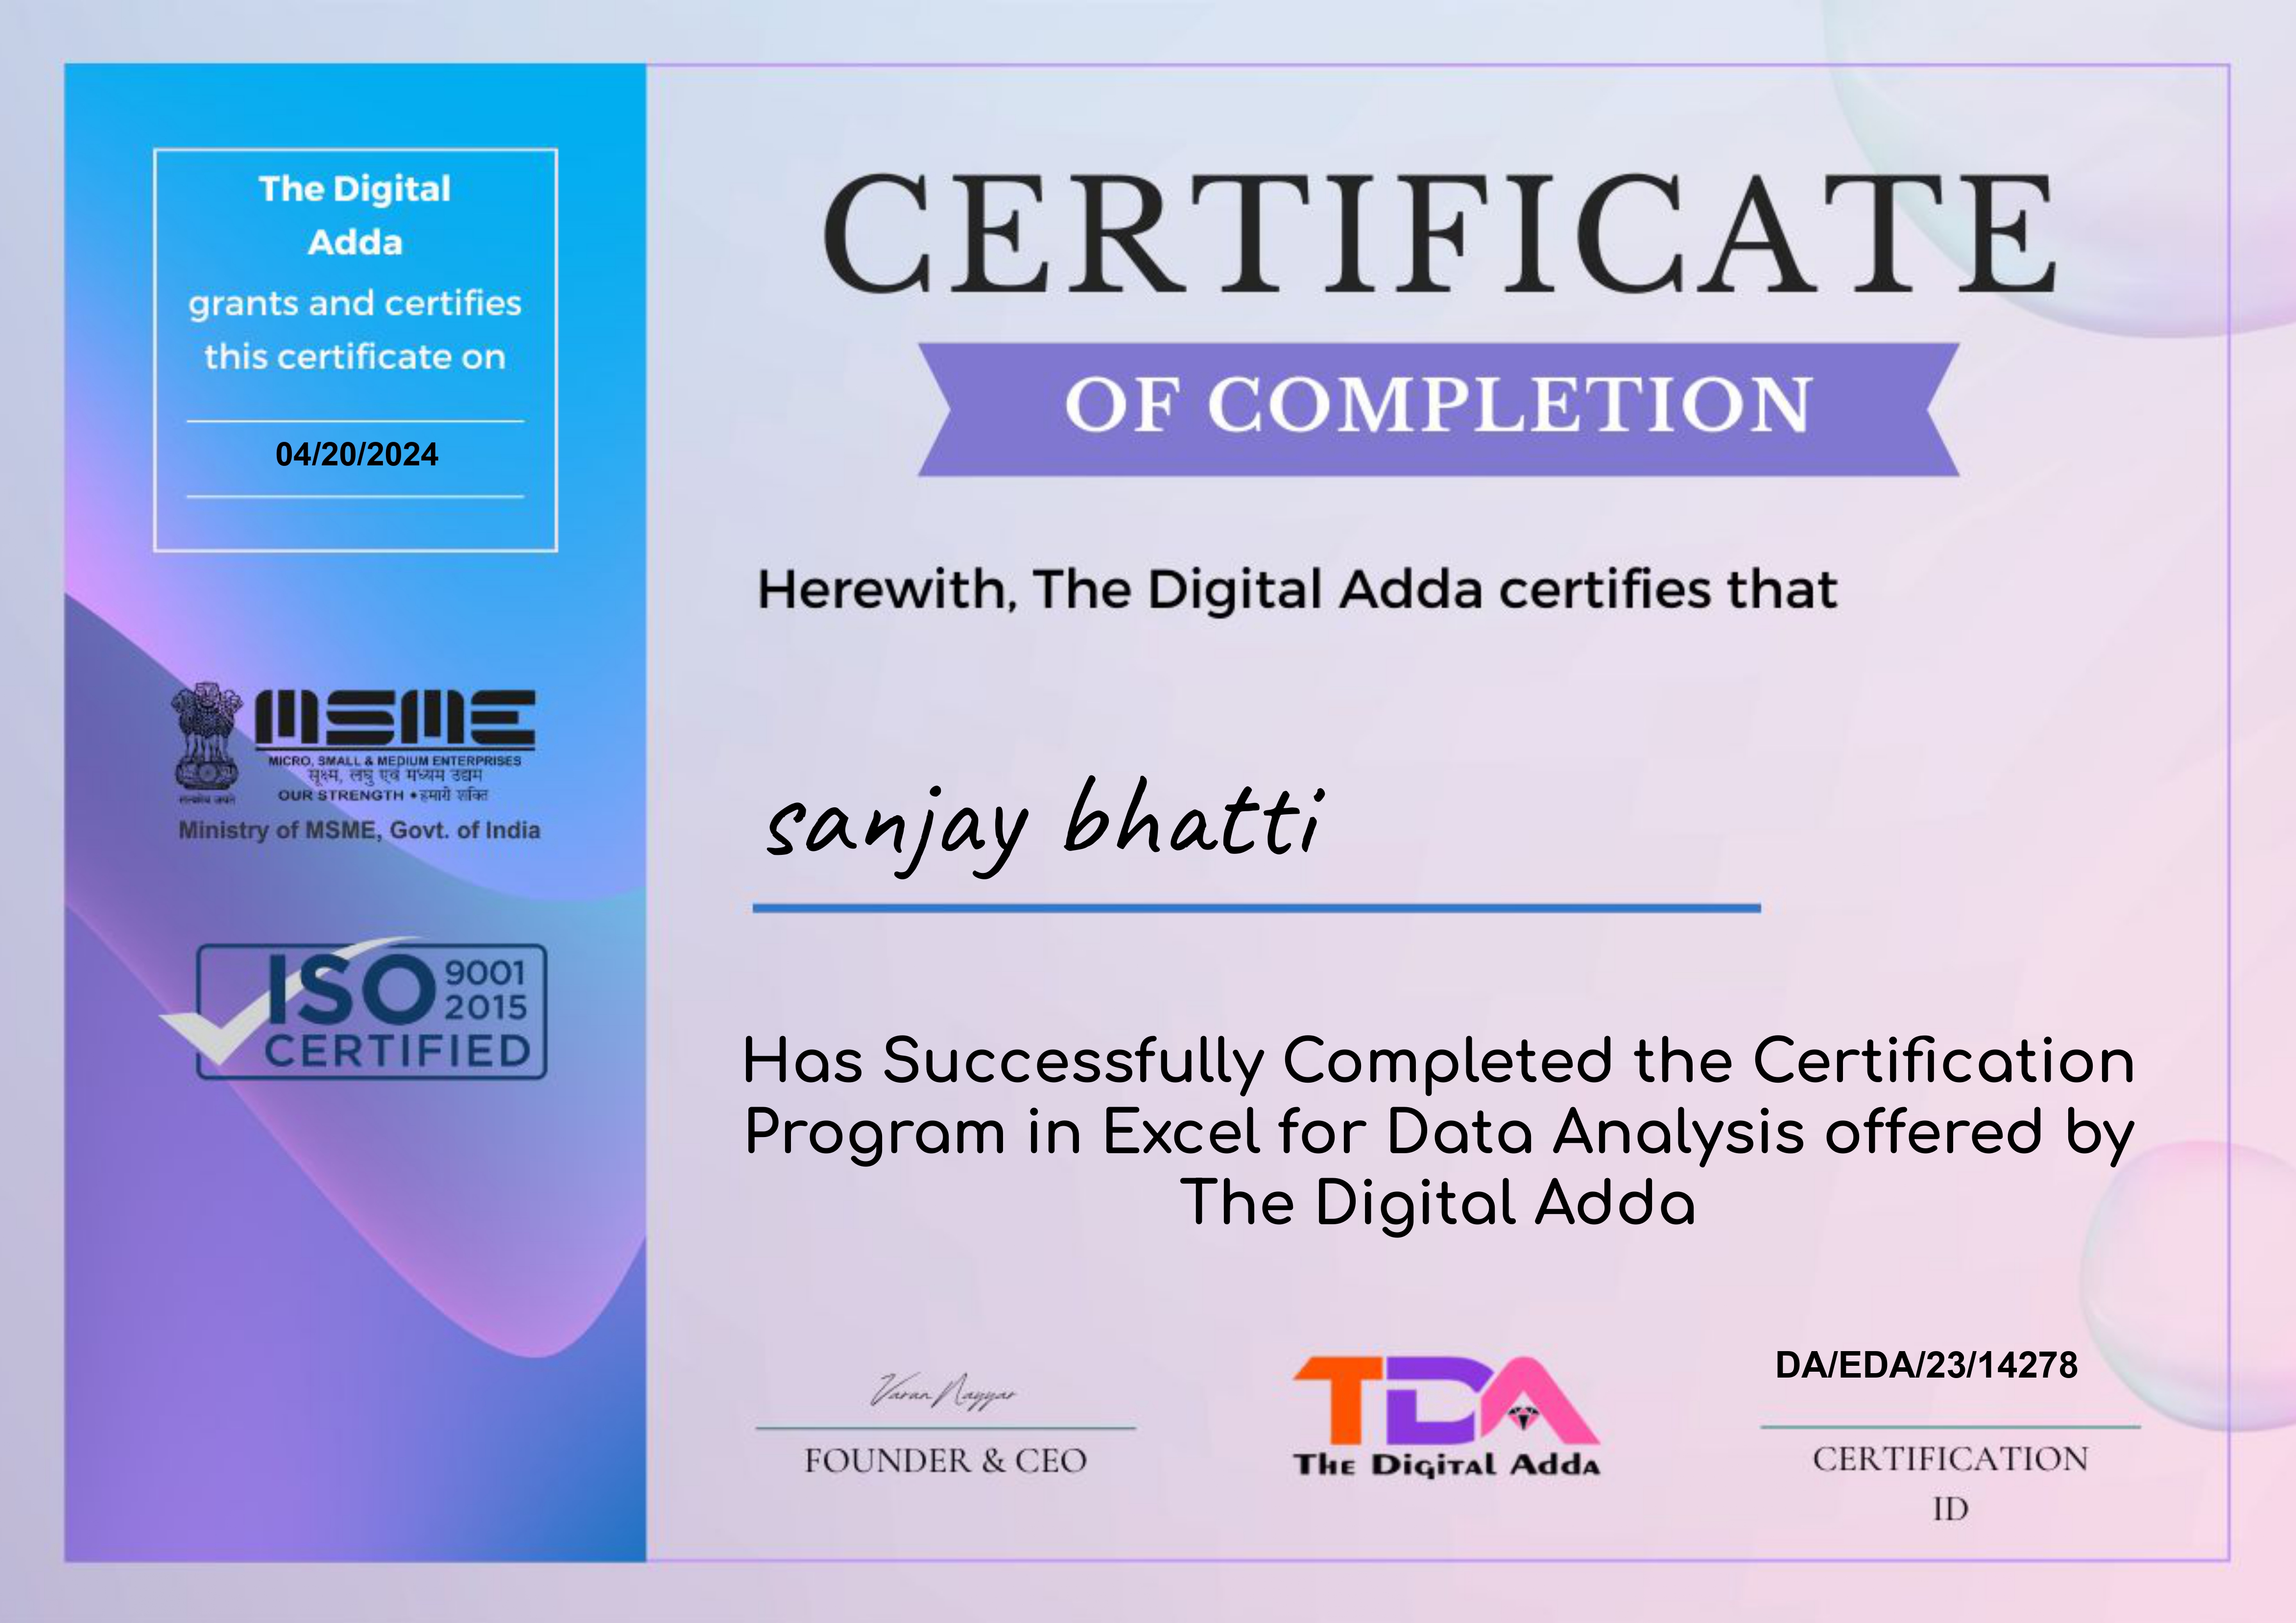 The Digital
Adda
grants and certifies
this certificate on
04/20/2024
MSME
MICRO, SMALL & MEDIUM ENTERPRISES
सूक्ष्म, लघु एवं मध्यम उद्यम
OUR STRENGTH • हमारी शक्ति
सत्यमेव जयते
Ministry of MSME, Govt. of India
ISO 9001
2015
CERTIFIED
CERTIFICATE
OF COMPLETION
Herewith, The Digital Adda certifies that
sanjay bhatti
Has Successfully Completed the Certification
Program in Excel for Data Analysis offered by
The Digital Adda
Varun Nayyar
FOUNDER & CEO
TDA
The Digital Adda
DA/EDA/23/14278
CERTIFICATION
ID